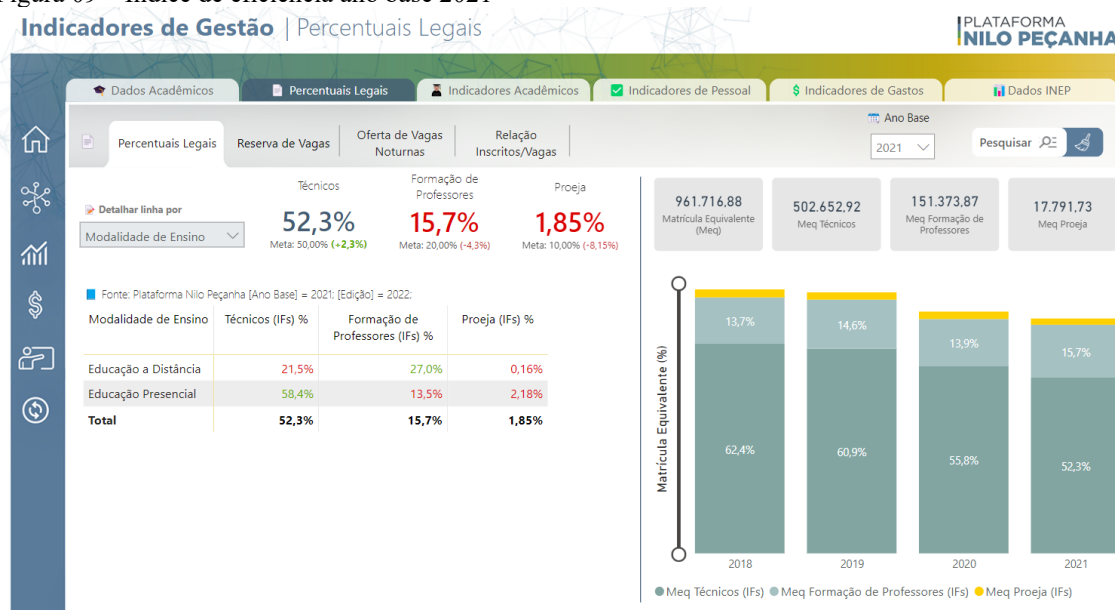 Figura 09 – Índice de eficiência ano base 2021
Indicadores de Gestão | Percentuais Legais
PLATAFORMA
NILO PEÇANHA
Dados Acadêmicos
Percentuais Legais
Indicadores Acadêmicos
Indicadores de Pessoal
$ Indicadores de Gastos
Dados INEP
Percentuais Legais
Reserva de Vagas
Oferta de Vagas
Noturnas
Relação
Inscritos/Vagas
Ano Base
2021
Pesquisar
Detalhar linha por
Modalidade de Ensino
Técnicos
52,3%
Meta: 50,00% (+2,3%)
Formação de
Professores
15,7%
Meta: 20,00% (-4,3%)
Proeja
1,85%
Meta: 10,00% (-8,15%)
961.716,88
Matrícula Equivalente
(Meq)
502.652,92
Meq Técnicos
151.373,87
Meq Formação de
Professores
17.791,73
Meq Proeja
Fonte: Plataforma Nilo Peçanha [Ano Base] = 2021; [Edição] = 2022;
Modalidade de Ensino Técnicos (IFs) % Formação de Professores (IFs) % Proeja (IFs) %
Educação a Distância 21,5% 27,0% 0,16%
Educação Presencial 58,4% 13,5% 2,18%
Total 52,3% 15,7% 1,85%
Matrícula Equivalente (%)
13,7% 14,6% 13,9% 15,7%
62,4% 60,9% 55,8% 52,3%
2018 2019 2020 2021
Meq Técnicos (IFs) Meq Formação de Professores (IFs) Meq Proeja (IFs)